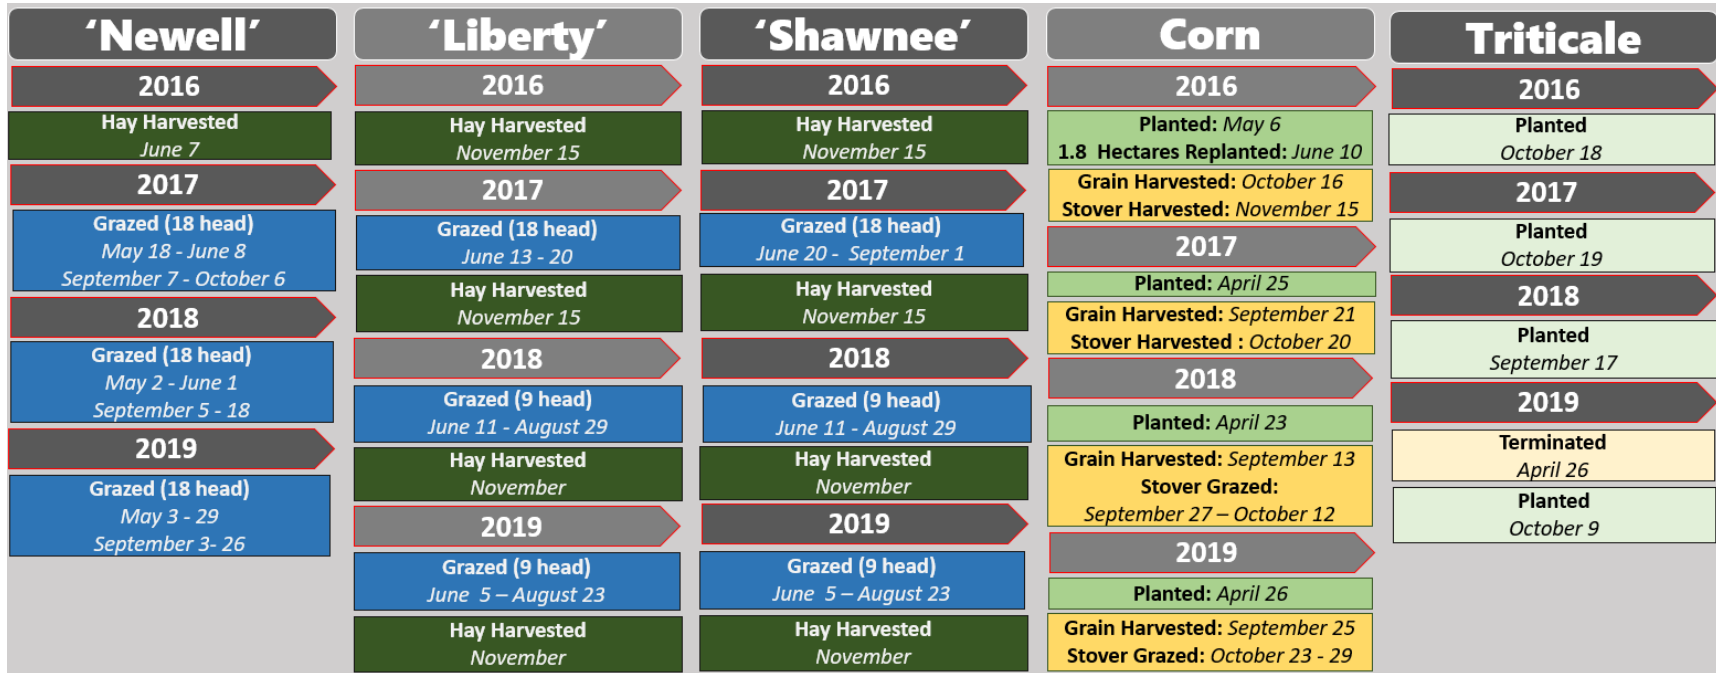 ‘Newell’
2016
Hay Harvested
June 7
2017
Grazed (18 head)
May 18 - June 8
September 7 - October 6
2018
Grazed (18 head)
May 2 - June 1
September 5 - 18
2019
Grazed (18 head)
May 3 - 29
September 3- 26
‘Liberty’
2016
Hay Harvested
November 15
2017
Grazed (18 head)
June 13 - 20
Hay Harvested
November 15
2018
Grazed (9 head)
June 11 - August 29
Hay Harvested
November
2019
Grazed (9 head)
June  5 – August 23
Hay Harvested
November
‘Shawnee’
2016
Hay Harvested
November 15
2017
Grazed (18 head)
June 20 -  September 1
Hay Harvested
November 15
2018
Grazed (9 head)
June 11 - August 29
Hay Harvested
November
2019
Grazed (9 head)
June  5 – August 23
Hay Harvested
November
Corn
2016
Planted: May 6
1.8  Hectares Replanted: June 10
Grain Harvested: October 16
Stover Harvested: November 15
2017
Planted: April 25
Grain Harvested: September 21
Stover Harvested : October 20
2018
Planted: April 23
Grain Harvested: September 13
Stover Grazed:
September 27 – October 12
2019
Planted: April 26
Grain Harvested: September 25
Stover Grazed: October 23 - 29
Triticale
2016
Planted
October 18
2017
Planted
October 19
2018
Planted
September 17
2019
Terminated
April 26
Planted
October 9